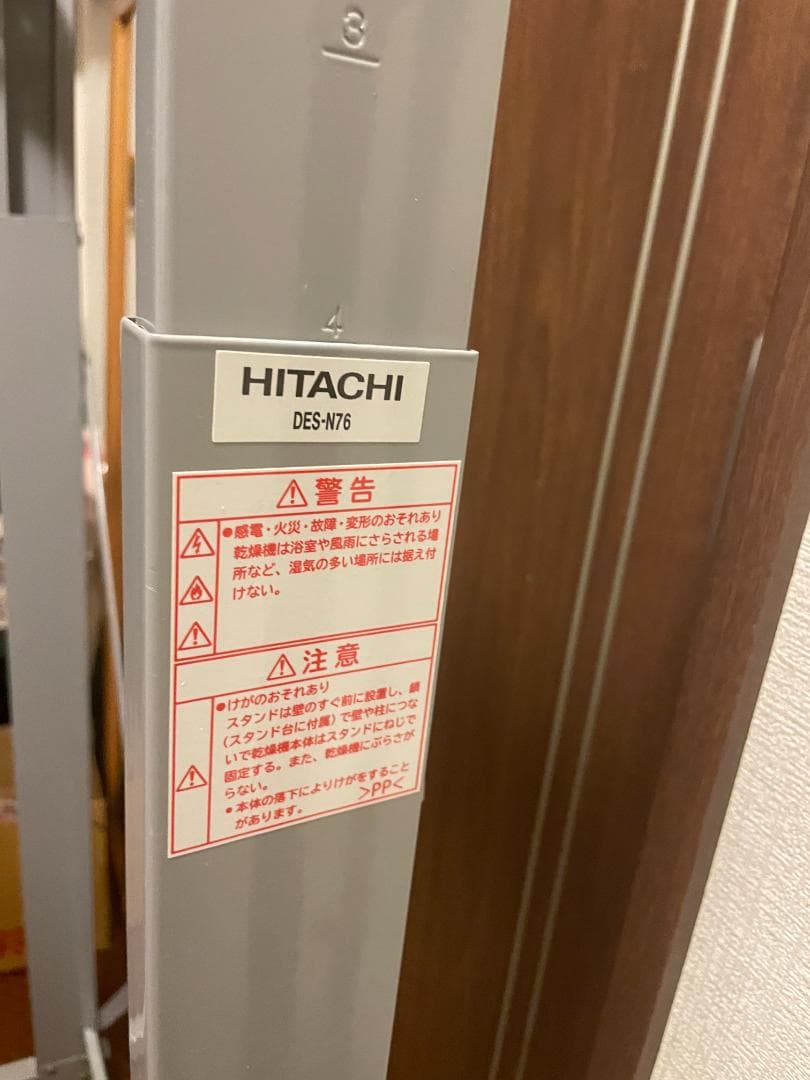 3
4
HITACHI
DES-N76
警告
●感電・火災・故障・変形のおそれあり
乾燥機は浴室や風雨にさらされる場
所など、湿気の多い場所には据え付
けない。
注意
●けがのおそれあり
スタンドは壁のすぐ前に設置し、鎖
(スタンド台に付属)で壁や柱につな
いで乾燥機本体はスタンドにねじで
固定する。また、乾燥機にぶらさが
らない。
●本体の落下によりけがをすること
があります。
>PP<